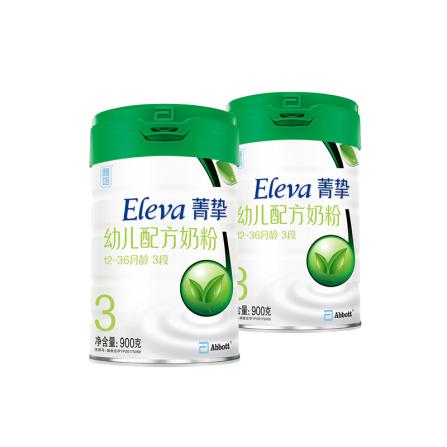 Eleva 菁挚
幼儿配方奶粉
12-36月龄 3段
3
净含量: 900克
Abbott
Eleva 菁挚
幼儿配方奶粉
12-36月龄 3段
3
900克
Abbott